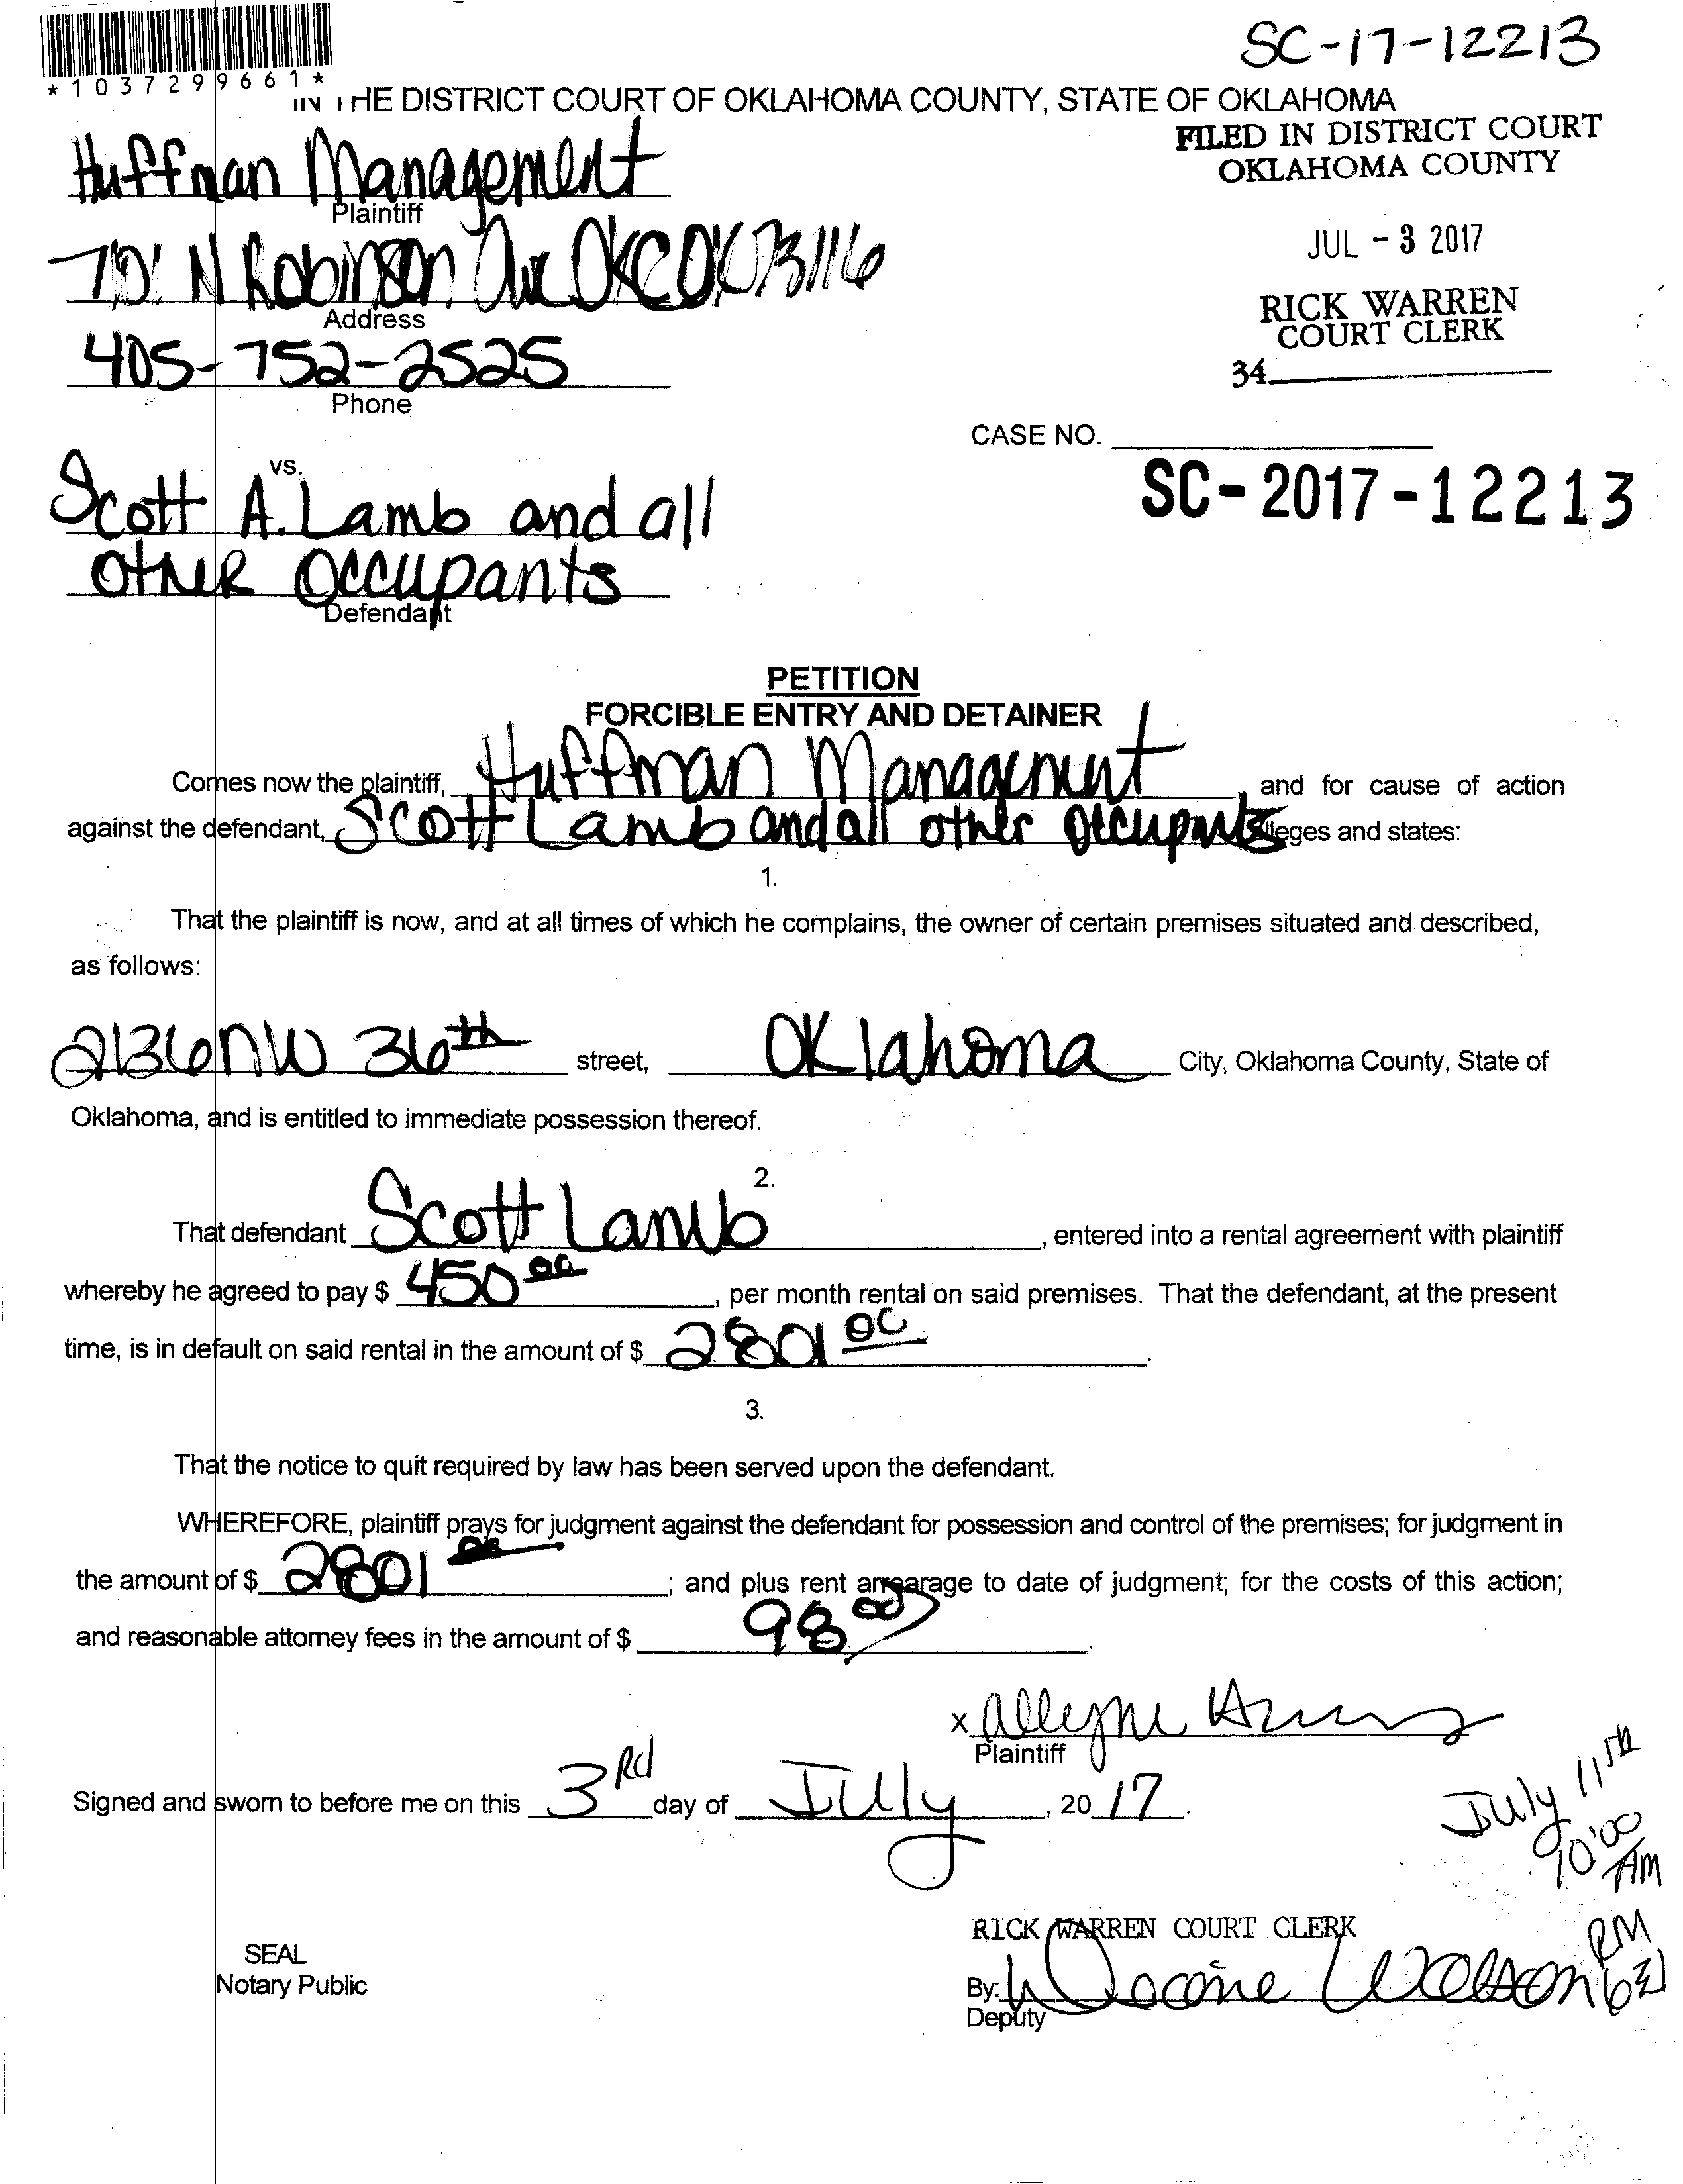 SC-17-12213
*1037299661*
IN THE DISTRICT COURT OF OKLAHOMA COUNTY, STATE OF OKLAHOMA
FILED IN DISTRICT COURT
OKLAHOMA COUNTY
Huffman Management
Plaintiff
N Robinson Ave OKC OK 73116
Address
JUL - 3 2017
RICK WARREN
COURT CLERK
34
405-752-2525
Phone
CASE NO.
SC-2017-12213
vs.
Scott A. Lamb and all
other Occupants
Defendant
PETITION
FORCIBLE ENTRY AND DETAINER
Comes now the plaintiff, Huffman Management, and for cause of action
against the defendant, Scott Lamb and all other occupants lleges and states:
1.
That the plaintiff is now, and at all times of which he complains, the owner of certain premises situated and described,
as follows:
2136 NW 36th street, Oklahoma City, Oklahoma County, State of
Oklahoma, and is entitled to immediate possession thereof.
2.
That defendant Scott Lamb, entered into a rental agreement with plaintiff
whereby he agreed to pay $ 450 00, per month rental on said premises. That the defendant, at the present
time, is in default on said rental in the amount of $ 2801 00.
3.
That the notice to quit required by law has been served upon the defendant.
WHEREFORE, plaintiff prays for judgment against the defendant for possession and control of the premises; for judgment in
the amount of $ 2801 00; and plus rent arrearage to date of judgment; for the costs of this action;
and reasonable attorney fees in the amount of $ 98 00.
x
Plaintiff
Signed and sworn to before me on this 3rd day of July, 2017.
July 11th
10:00
AM
RM
RICK WARREN COURT CLERK
SEAL
Notary Public
By:
Deputy